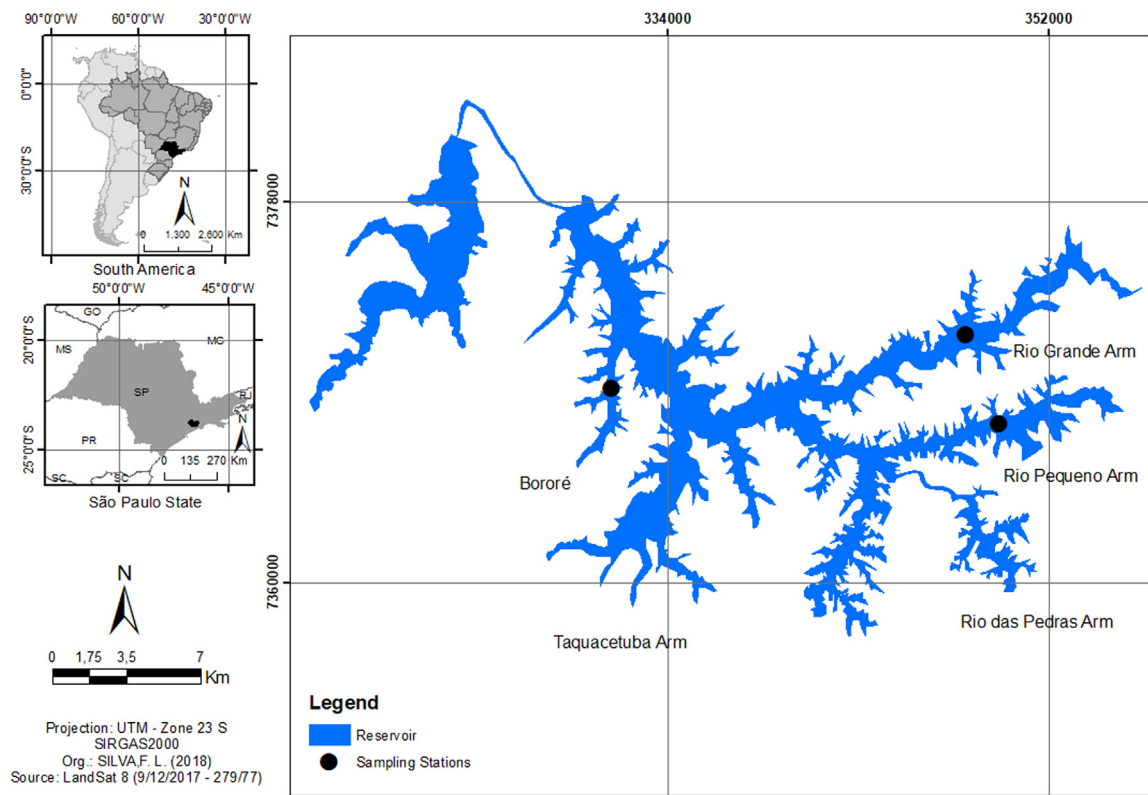 90°0'0" 60°0'0"W 30°0'0"W
0°0'0"
30°0'0"S
N
0 1.300 2.600 Km
South America
50°0'0"W 45°0'0"W
20°0'0"S
25°0'0"S
GO
MS
MG
SP
RJ
PR
N
0 135 270 Km
SC SC
São Paulo State
N
0 1,75 3,5 7
Km
Projection: UTM - Zone 23 S
SIRGAS2000
Org.: SILVA,F. L. (2018)
Source: LandSat 8 (9/12/2017 - 279/77)
334000 352000
7378000
7360000
Rio Grande Arm
Rio Pequeno Arm
Bororé
Rio das Pedras Arm
Taquacetuba Arm
Legend
Reservoir
Sampling Stations